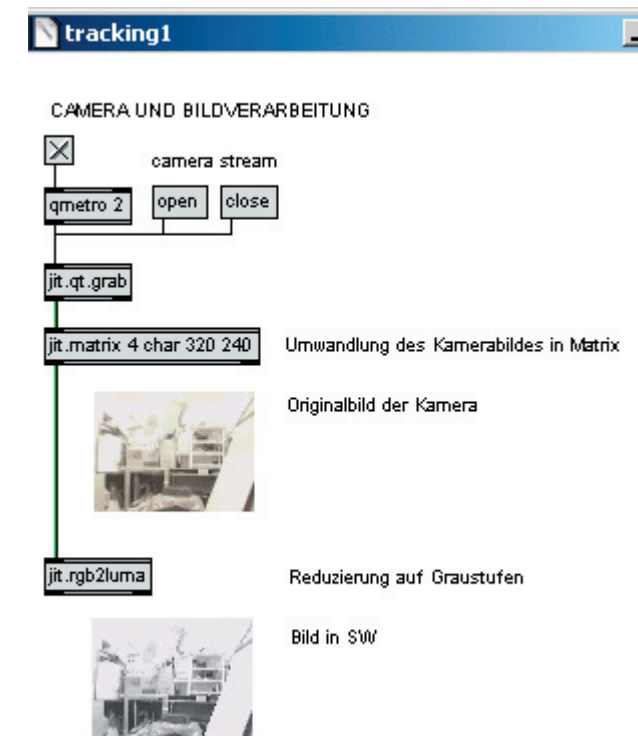 tracking1
CAMERA UND BILDVERARBEITUNG
camera stream
qmetro 2
open
close
jit.qt.grab
jit.matrix 4 char 320 240
Umwandlung des Kamerabildes in Matrix
Originalbild der Kamera
jit.rgb2luma
Reduzierung auf Graustufen
Bild in SW